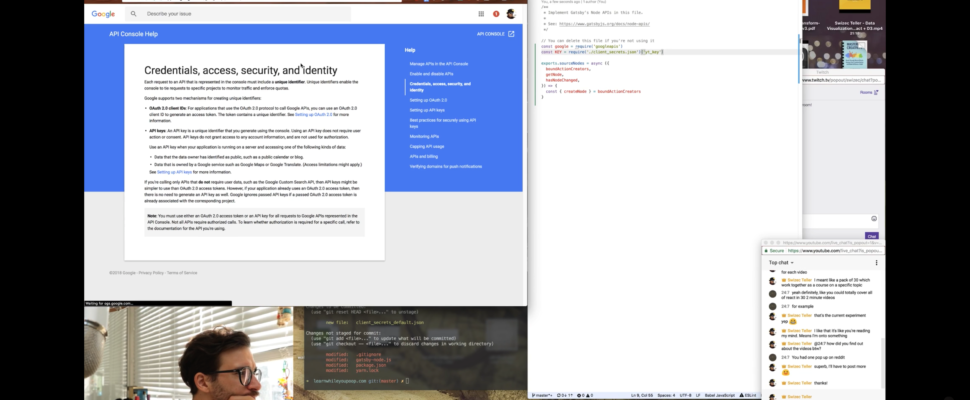 Google
Describe your issue
API CONSOLE
API Console Help
Credentials, access, security, and identity
Each request to an API that is represented in the console must include a unique identifier. Unique identifiers enable the
console to tie requests to specific projects in order to monitor traffic and enforce quotas.
Google supports two mechanisms for creating unique identifiers:
OAuth 2.0 client IDs: For applications that use the OAuth 2.0 protocol to call Google APIs, you can use an OAuth 2.0
client ID to generate an access token. The token contains a unique identifier. See Setting up OAuth 2.0 for more
information.
API keys: An API key is a unique identifier that you generate using the console. Using an API key does not require user
action or consent. API keys do not grant access to any account information, and are not used for authorization.
Use an API key when your application is running on a server and accessing one of the following kinds of data:
Data that the data owner has identified as public, such as a public calendar or blog.
Data that is owned by a Google service such as Google Maps or Google Translate. (Access limitations might apply.)
See Setting up API keys for more information.
If you're calling only APIs that do not require user data, such as the Google Custom Search API, then API keys might be
simpler to use than OAuth 2.0 access tokens. However, if your application already uses an OAuth 2.0 access token, then
there is no need to generate an API key as well. Google ignores passed API keys if a passed OAuth 2.0 access token is
already associated with the corresponding project.
Note: You must use either an OAuth 2.0 access token or an API key for all requests to Google APIs represented in the
API Console. Not all APIs require authorized calls. To learn whether authorization is required for a specific call, refer to
the documentation for the API you're using.
Help
Manage APIs in the API Console
Enable and disable APIs
Credentials, access, security, and
identity
Setting up OAuth 2.0
Setting up API keys
Best practices for securely using API
keys
Monitoring APIs
Capping API usage
APIs and billing
Verifying domains for push notifications
©2018 Google - Privacy Policy - Terms of Service
Waiting for ogs.google.com...
/**
* Implement Gatsby's Node APIs in this file.
*
* See: https://www.gatsbyjs.org/docs/node-apis/
*/
// You can delete this file if you're not using it
const google = require("googleapis")
exports.sourceNodes = async ({
boundActionCreators,
getNode,
hasNodeChanged,
}) => {
const { createNode } = boundActionCreators
}
Swizec Teller - Data
Twitch
Rooms
Chat
Secure
Top chat
for each video
Swizec Teller I meant like a pack of 30 which
work together as a course on a specific topic
yeah definitely, like you could totally cover all
of react in 30 2 minute videos
for example
Swizec Teller that's the current experiment
yep
Swizec Teller I like that it's like you're reading
my mind. Means I'm onto something
out about the videos btw?
You had one pop up on reddit
Swizec Teller superb, I'll have to post more
Swizec Teller thanks!
Swizec Teller
(use "git reset HEAD <file>..." to unstage)
new file: client_secrets_default.json
Changes not staged for commit:
(use "git add <file>..." to update what will be committed)
(use "git checkout -- <file>..." to discard changes in working directory)
modified: .gitignore
modified: gatsby-node.js
modified: package.json
modified: yarn.lock
UTF-8 LF Babel JavaScript ESLint